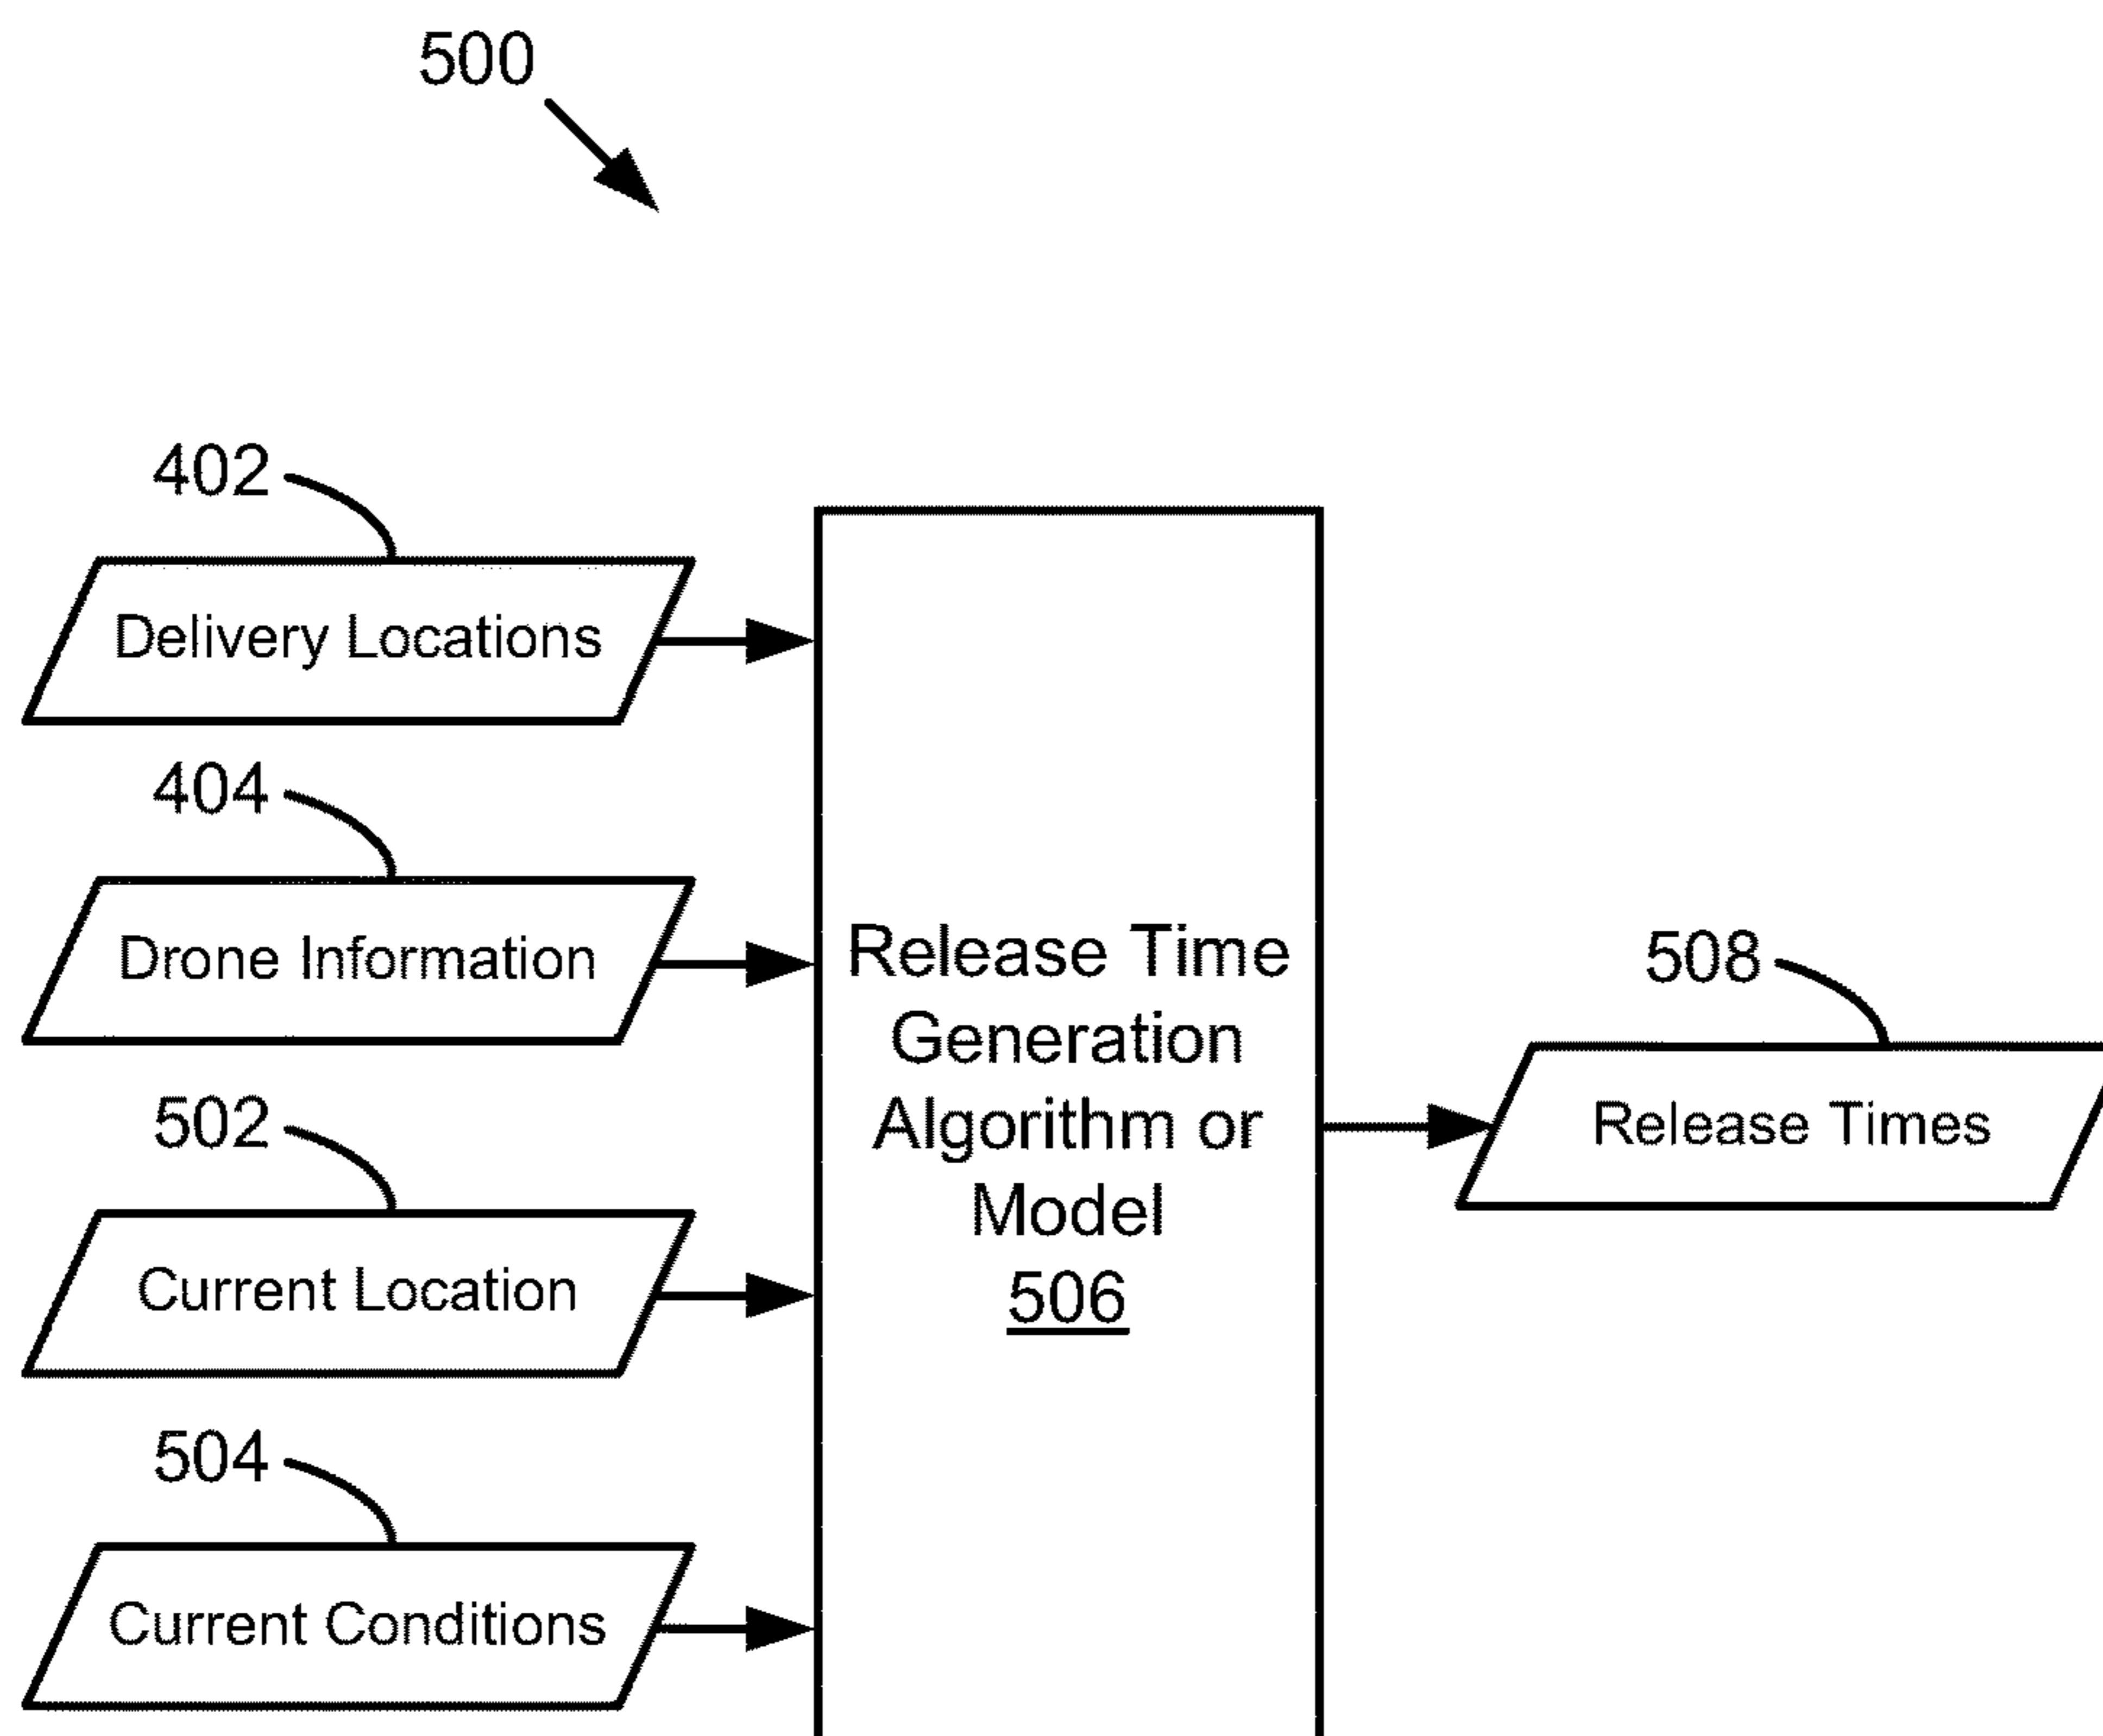 500
402
Delivery Locations
404
Drone Information
502
Current Location
504
Current Conditions
Release Time
Generation
Algorithm or
Model
506
508
Release Times